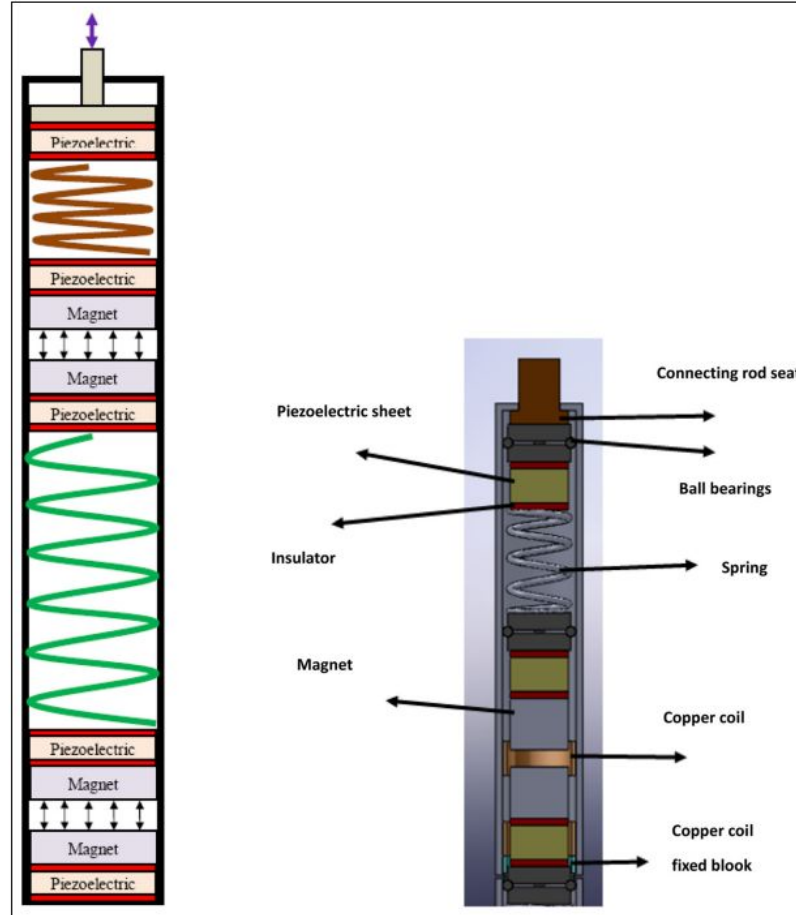 Piezoelectric
Piezoelectric
Magnet
Magnet
Piezoelectric
Piezoelectric
Magnet
Magnet
Piezoelectric
Connecting rod seat
Piezoelectric sheet
Ball bearings
Insulator
Spring
Magnet
Copper coil
Copper coil
fixed blook